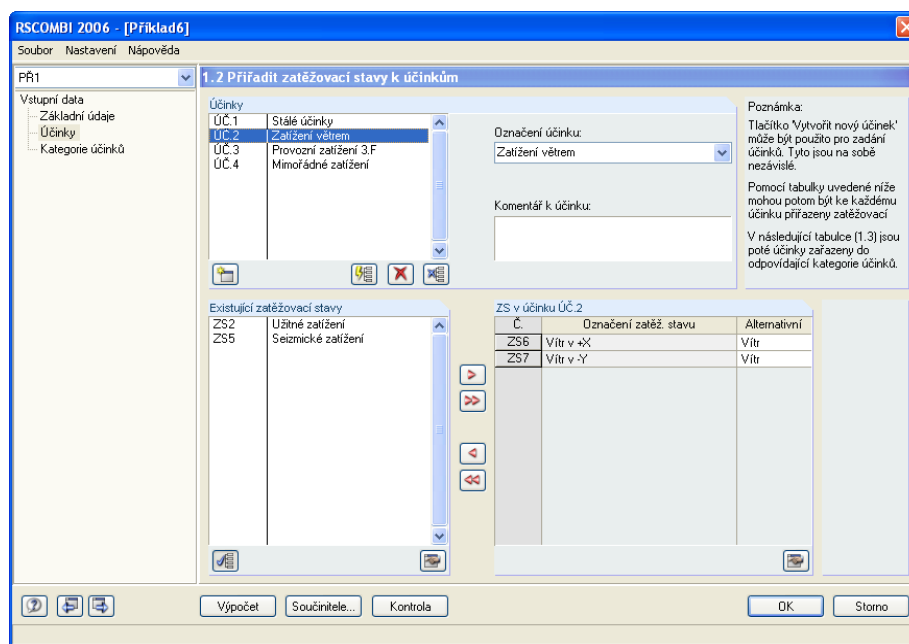 RSCOMBI 2006 - [Příklad6]
Soubor Nastavení Nápověda
PŘ1
1.2 Přiřadit zatěžovací stavy k účinkům
Vstupní data
Základní údaje
Účinky
Kategorie účinků
Účinky
ÚČ.1 Stálé účinky
ÚČ.2 Zatížení větrem
ÚČ.3 Provozní zatížení 3.F
ÚČ.4 Mimořádné zatížení
Označení účinku:
Zatížení větrem
Komentář k účinku:
Poznámka:
Tlačítko 'Vytvořit nový účinek'
může být použito pro zadání
účinků. Tyto jsou na sobě
nezávislé.
Pomocí tabulky uvedené níže
mohou potom být ke každému
účinku přiřazeny zatěžovací
V následující tabulce (1.3) jsou
poté účinky zařazeny do
odpovídající kategorie účinků.
Existující zatěžovací stavy
ZS2 Užitné zatížení
ZS5 Seizmické zatížení
ZS v účinku ÚČ.2
Č. Označení zatěž. stavu Alternativní
ZS6 Vítr v +X Vítr
ZS7 Vítr v -Y Vítr
Výpočet Součinitele... Kontrola OK Storno